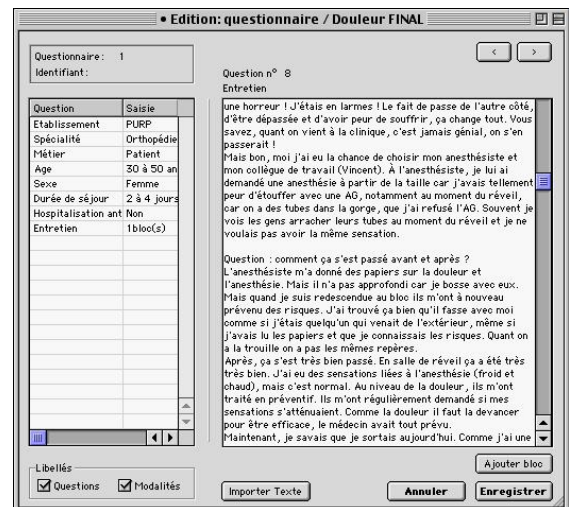 • Edition: questionnaire / Douleur FINAL
Questionnaire: 1
Identifiant:
Question n° 8
Entretien
Question Saisie
Etablissement PURP
Spécialité Orthopédie
Métier Patient
Age 30 à 50 an
Sexe Femme
Durée de séjour 2 à 4 jours
Hospitalisation ant Non
Entretien 1bloc(s)
une horreur ! J'étais en larmes ! Le fait de passe de l'autre côté,
d'être dépassée et d'avoir peur de souffrir, ça change tout. Vous
savez, quant on vient à la clinique, c'est jamais génial, on s'en
passerait !
Mais bon, moi j'ai eu la chance de choisir mon anesthésiste et
mon collègue de travail (Vincent). À l'anesthésiste, je lui ai
demandé une anesthésie à partir de la taille car j'avais tellement
peur d'étouffer avec une AG, notamment au moment du réveil,
car on a des tubes dans la gorge, que j'ai refusé l'AG. Souvent je
vois les gens arracher leurs tubes au moment du réveil et je ne
voulais pas avoir la même sensation.
Question : comment ça s'est passé avant et après ?
L'anesthésiste m'a donné des papiers sur la douleur et
l'anesthésie. Mais il n'a pas approfondi car je bosse avec eux.
Mais quand je suis redescendue au bloc ils m'ont à nouveau
prévenu des risques. J'ai trouvé ça bien qu'il fasse avec moi
comme si j'étais quelqu'un qui venait de l'extérieur, même si
j'avais lu les papiers et que je connaissais les risques. Quant on
a la trouille on a pas les mêmes repères.
Après, ça s'est très bien passé. En salle de réveil ça a été très
très bien. J'ai eu des sensations liées à l'anesthésie (froid et
chaud), mais c'est normal. Au niveau de la douleur, ils m'ont
traité en préventif. Ils m'ont régulièrement demandé si mes
sensations s'atténuaient. Comme la douleur il faut la devancer
pour être efficace, le médecin avait tout prévu.
Maintenant, je savais que je sortais aujourd'hui. Comme j'ai une
Ajouter bloc
Libellés
Questions Modalités
Importer Texte Annuler Enregistrer